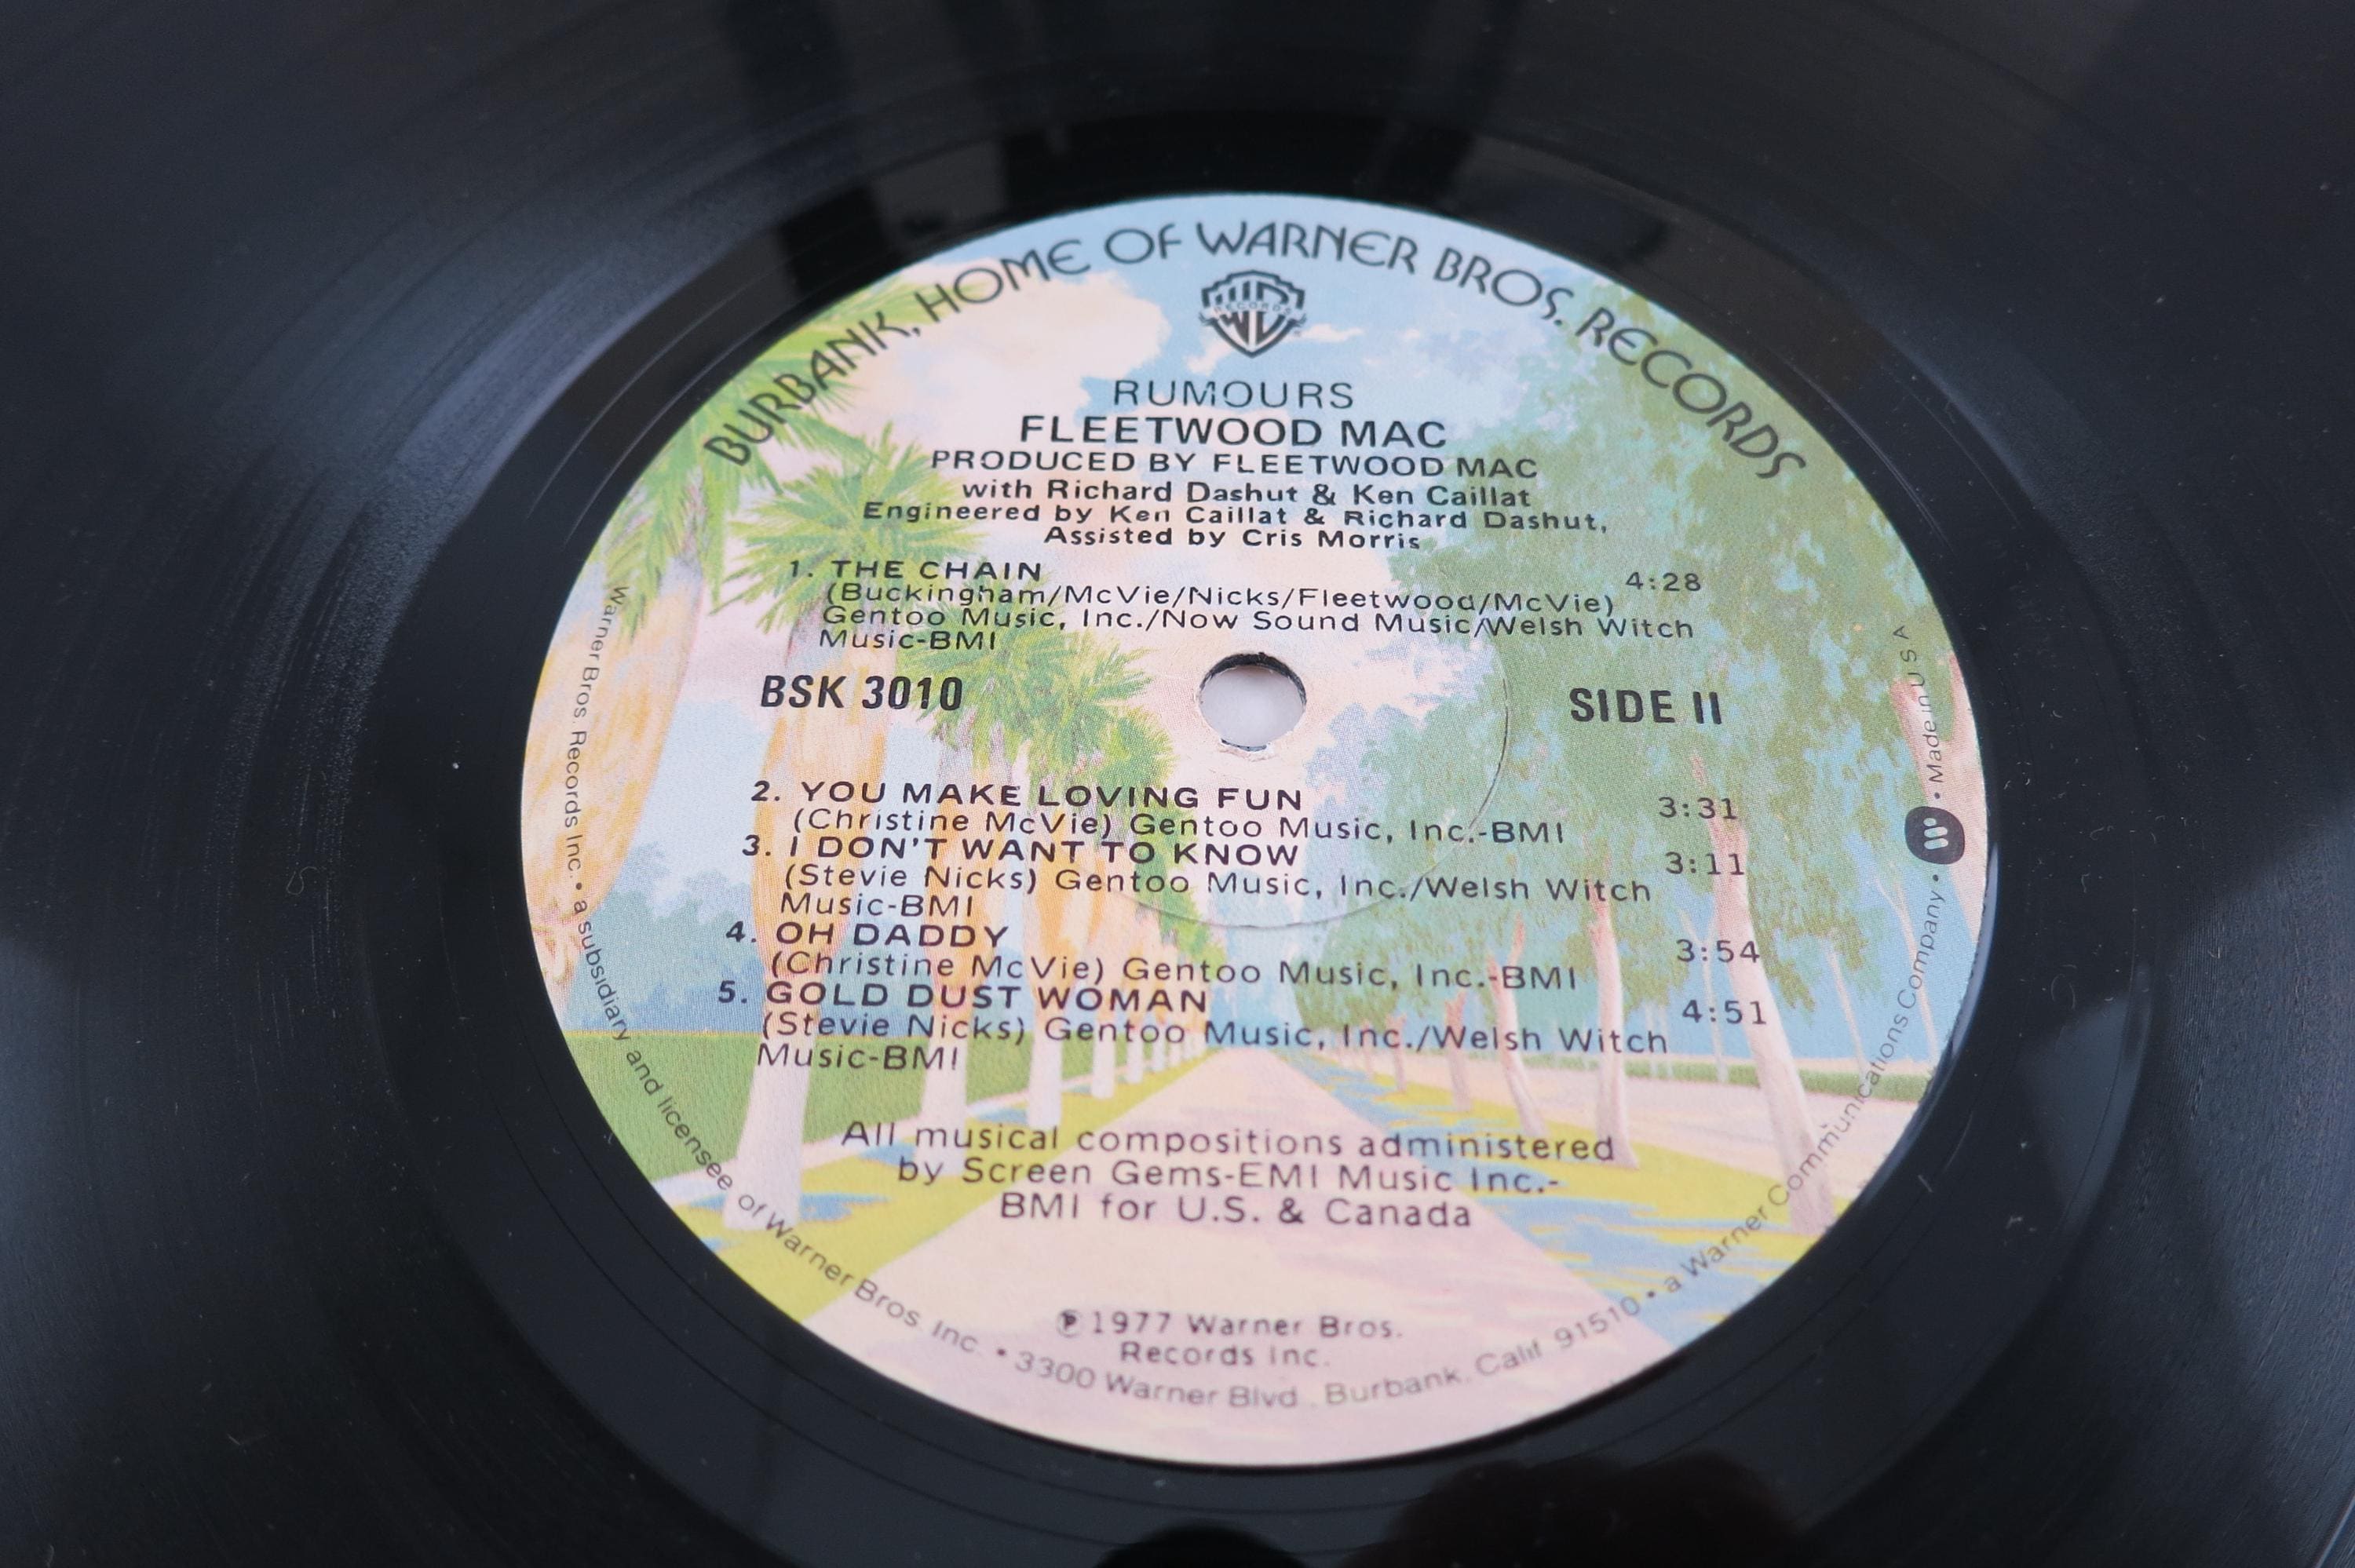 BURBANK, HOME OF WARNER BROS. RECORDS
WB
RECORDS
RUMOURS
FLEETWOOD MAC
PRODUCED BY FLEETWOOD MAC
with Richard Dashut & Ken Caillat
Engineered by Ken Caillat & Richard Dashut,
Assisted by Cris Morris
1. THE CHAIN 4:28
(Buckingham/McVie/Nicks/Fleetwood/McVie)
Gentoo Music, Inc./Now Sound Music/Welsh Witch
Music-BMI
BSK 3010
SIDE II
2. YOU MAKE LOVING FUN 3:31
(Christine McVie) Gentoo Music, Inc.-BMI
3. I DON'T WANT TO KNOW 3:11
(Stevie Nicks) Gentoo Music, Inc./Welsh Witch
Music-BMI
4. OH DADDY 3:54
(Christine McVie) Gentoo Music, Inc.-BMI
5. GOLD DUST WOMAN 4:51
(Stevie Nicks) Gentoo Music, Inc./Welsh Witch
Music-BMI
All musical compositions administered
by Screen Gems-EMI Music Inc.-
BMI for U.S. & Canada
℗1977 Warner Bros.
Records Inc.
Warner Bros. Records Inc. • a subsidiary and licensee of Warner Bros. Inc. • 3300 Warner Blvd., Burbank, Calif. 91510 • a Warner Communications Company • Made in U S A